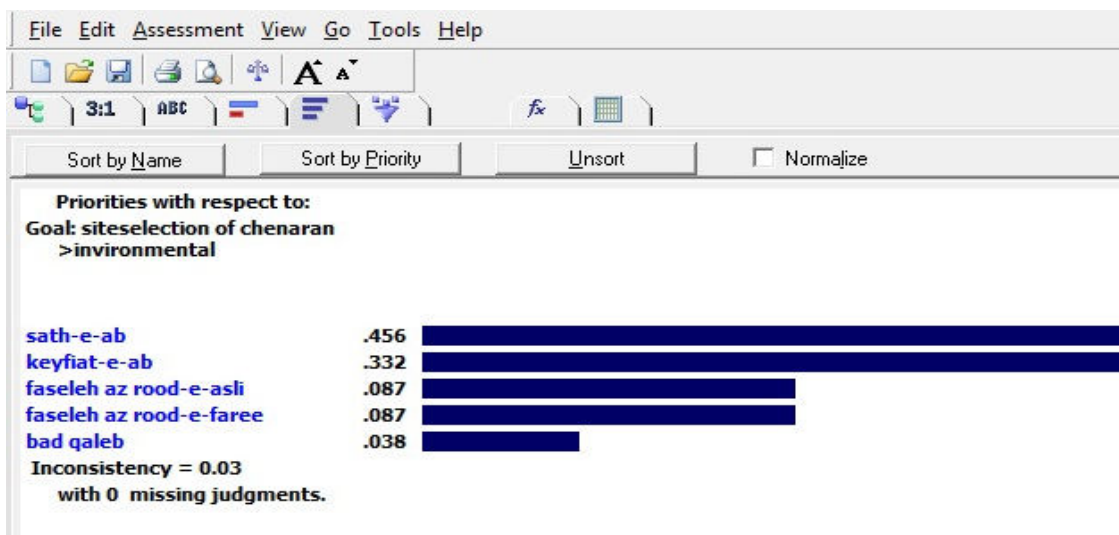 File Edit Assessment View Go Tools Help
A A
3:1 ABC fx
Sort by Name Sort by Priority Unsort Normalize
Priorities with respect to:
Goal: siteselection of chenaran
>invironmental
sath-e-ab .456
keyfiat-e-ab .332
faseleh az rood-e-asli .087
faseleh az rood-e-faree .087
bad qaleb .038
Inconsistency = 0.03
with 0 missing judgments.